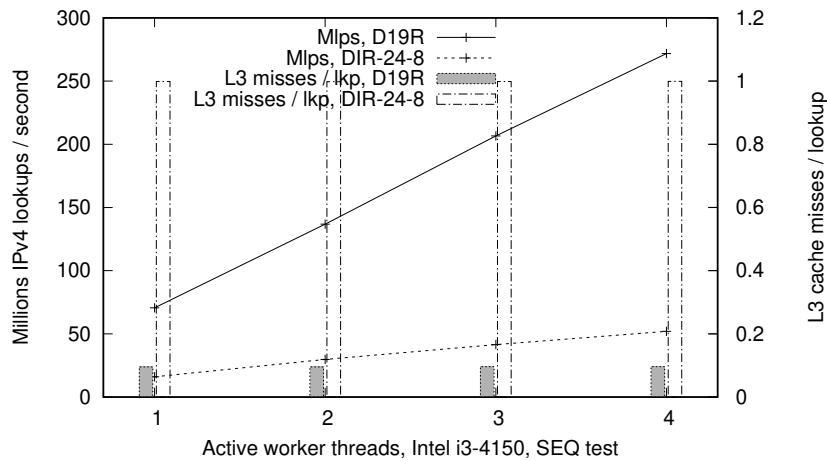 300
250
200
150
100
50
0
Millions IPv4 lookups / second
Mlps, D19R
Mlps, DIR-24-8
L3 misses / lkp, D19R
L3 misses / lkp, DIR-24-8
1.2
1
0.8
0.6
0.4
0.2
0
L3 cache misses / lookup
1 2 3 4
Active worker threads, Intel i3-4150, SEQ test